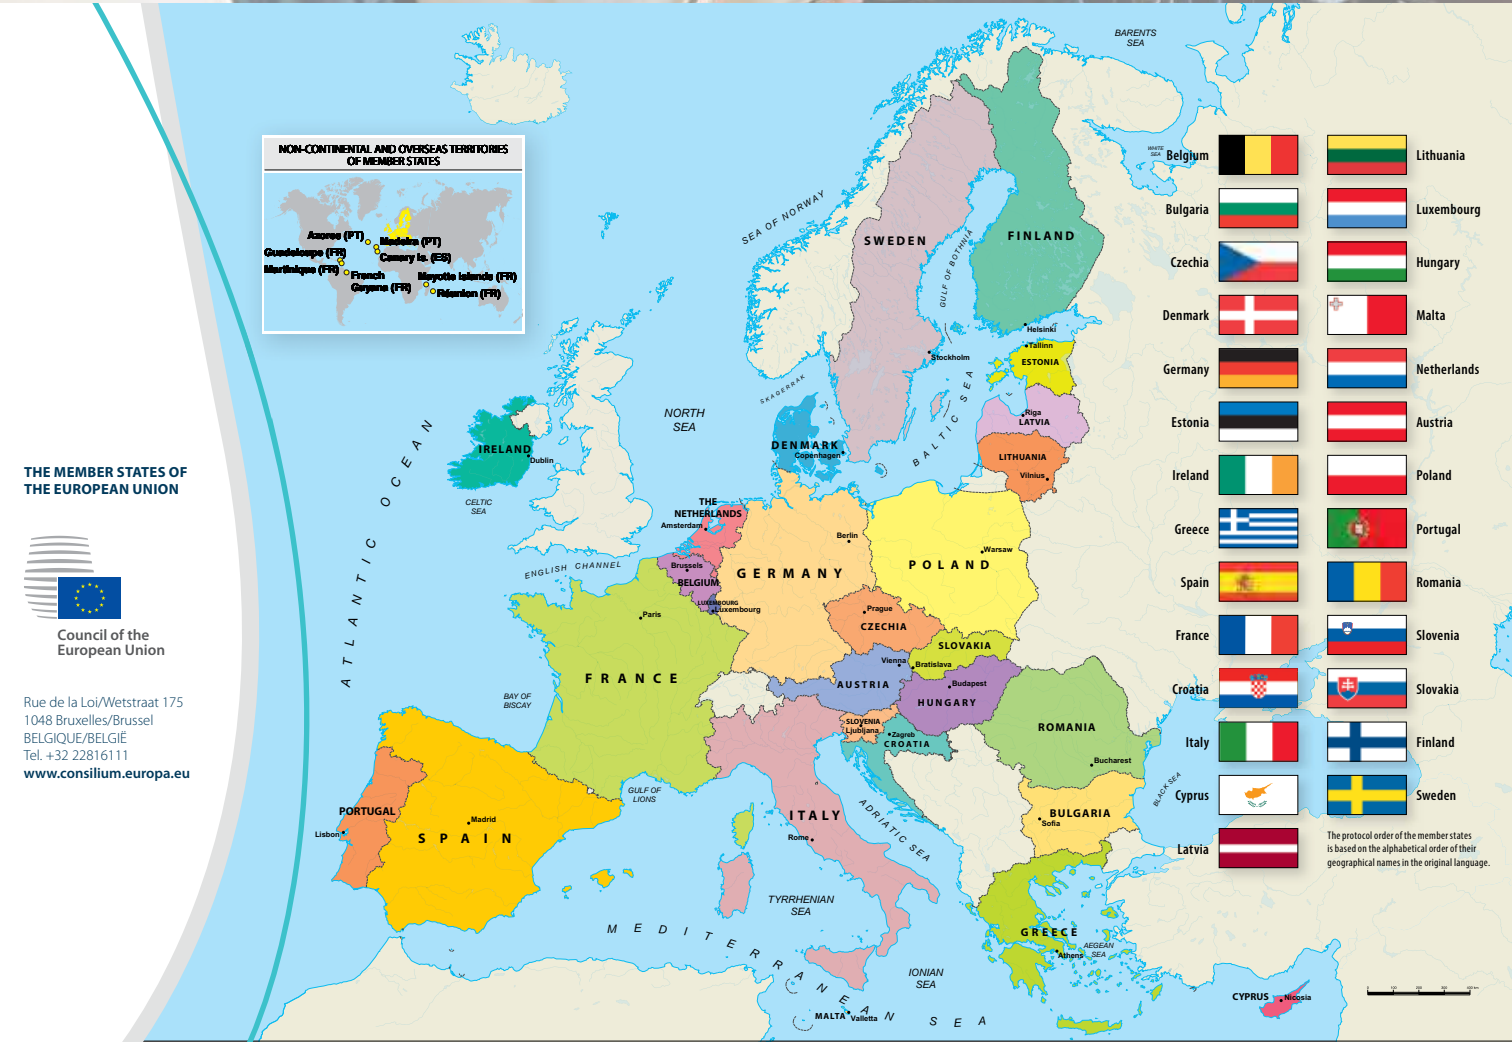 NON-CONTINENTAL AND OVERSEAS TERRITORIES
OF MEMBER STATES
Azores (PT)
Madeira (PT)
Guadeloupe (FR)
Canary Is. (ES)
Martinique (FR)
French
Guyana (FR)
Mayotte islands (FR)
Réunion (FR)
THE MEMBER STATES OF
THE EUROPEAN UNION
Council of the
European Union
Rue de la Loi/Wetstraat 175
1048 Bruxelles/Brussel
BELGIQUE/BELGIË
Tel. +32 22816111
www.consilium.europa.eu
BARENTS
SEA
WHITE
SEA
SEA OF NORWAY
SWEDEN
FINLAND
GULF OF BOTHNIA
Helsinki
Tallinn
ESTONIA
Stockholm
SKAGERRAK
NORTH
SEA
BALTIC SEA
Riga
LATVIA
LITHUANIA
Vilnius
DENMARK
Copenhagen
IRELAND
Dublin
CELTIC
SEA
ATLANTIC OCEAN
THE
NETHERLANDS
Amsterdam
Berlin
GERMANY
Warsaw
POLAND
ENGLISH CHANNEL
Brussels
BELGIUM
LUXEMBOURG
Luxembourg
Paris
FRANCE
Prague
CZECHIA
SLOVAKIA
Vienna
Bratislava
AUSTRIA
Budapest
HUNGARY
BAY OF
BISCAY
SLOVENIA
Ljubljana
Zagreb
CROATIA
ROMANIA
Bucharest
BLACK SEA
BULGARIA
Sofia
GULF OF
LIONS
PORTUGAL
Lisbon
Madrid
SPAIN
ITALY
Rome
ADRIATIC SEA
TYRRHENIAN
SEA
MEDITERRANEAN SEA
IONIAN
SEA
GREECE
Athens
AEGEAN
SEA
MALTA
Valletta
CYPRUS
Nicosia
Belgium
Lithuania
Bulgaria
Luxembourg
Czechia
Hungary
Denmark
Malta
Germany
Netherlands
Estonia
Austria
Ireland
Poland
Greece
Portugal
Spain
Romania
France
Slovenia
Croatia
Slovakia
Italy
Finland
Cyprus
Sweden
Latvia
The protocol order of the member states
is based on the alphabetical order of their
geographical names in the original language.